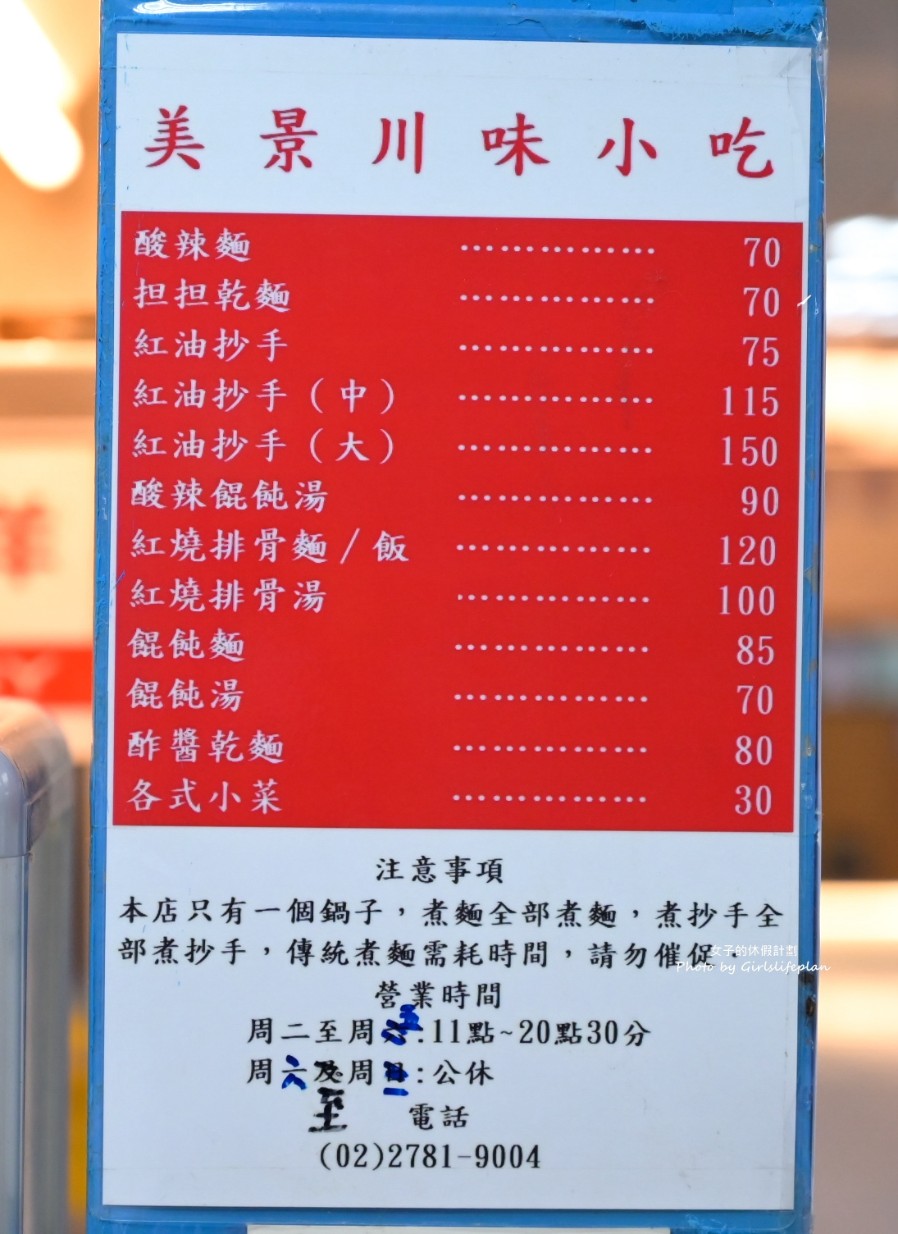 美景川味小吃
酸辣麵 ……………… 70
担担乾麵 ……………… 70
紅油抄手 ……………… 75
紅油抄手（中） ……………… 115
紅油抄手（大） ……………… 150
酸辣餛飩湯 ……………… 90
紅燒排骨麵/飯 ……………… 120
紅燒排骨湯 ……………… 100
餛飩麵 ……………… 85
餛飩湯 ……………… 70
酢醬乾麵 ……………… 80
各式小菜 ……………… 30
注意事項
本店只有一個鍋子，煮麵全部煮麵，煮抄手全
部煮抄手，傳統煮麵需耗時間，請勿催促。
女子的休假計劃
Photo by Girlslifeplan
營業時間
周二至周五:11點~20點30分
周六至周一:公休
電話
(02)2781-9004